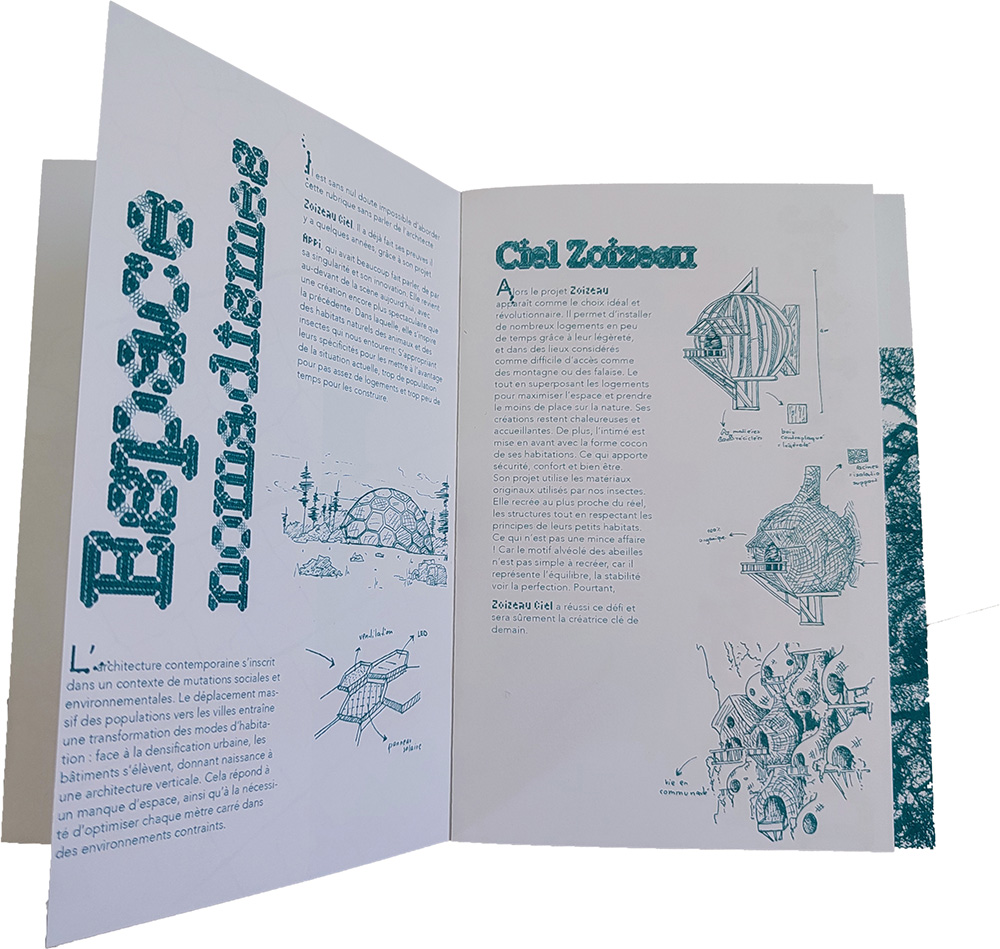 Espace
nomadismes
L'architecture contemporaine s'inscrit
dans un contexte de mutations sociales et
environnementales. Le déplacement mas-
sif des populations vers les villes entraîne
une transformation des modes d'habita-
tion : face à la densification urbaine, les
bâtiments s'élèvent, donnant naissance à
une architecture verticale. Cela répond à
un manque d'espace, ainsi qu'à la nécessi-
té d'optimiser chaque mètre carré dans
des environnements contraints.
Il est sans nul doute impossible d'aborder
cette rubrique sans parler de l'architecte
Zoizeau Ciel. Il a déjà fait ses preuves il
y a quelques années, grâce à son projet
Appi, qui avait beaucoup fait parler de par
sa singularité et son innovation. Elle revient
au-devant de la scène aujourd'hui, avec
une création encore plus spectaculaire que
la précédente. Dans laquelle, elle s'inspire
des habitats naturels des animaux et des
insectes qui nous entourent. S'appropriant
leurs spécificités pour les mettre à l'avantage
de la situation actuelle, trop de population
pour pas assez de logements et trop peu de
temps pour les construire.
ventilation
LED
panneau
solaire
Ciel Zoizeau
Alors le projet Zoizeau
apparaît comme le choix idéal et
révolutionnaire. Il permet d'installer
de nombreux logements en peu
de temps grâce à leur légèrete,
et dans des lieux considérés
comme difficile d'accès comme
des montagne ou des falaise. Le
tout en superposant les logements
pour maximiser l'espace et prendre
le moins de place sur la nature. Ses
créations restent chaleureuses et
accueillantes. De plus, l'intimé est
mise en avant avec la forme cocon
de ses habitations. Ce qui apporte
sécurité, confort et bien être.
Son projet utilise les materiaux
originaux utilisés par nos insectes.
Elle recrée au plus proche du réel,
les structures tout en respectant les
principes de leurs petits habitats.
Ce qui n'est pas une mince affaire
! Car le motif alvéolé des abeilles
n'est pas simple à recréer, car il
représente l'équilibre, la stabilité
voir la perfection. Pourtant,
Zoizeau Ciel a réussi ce défi et
sera sûrement la créatrice clé de
demain.
bois
contreplaqué
racines
isolation
support
100%
organique
vie en
communauté